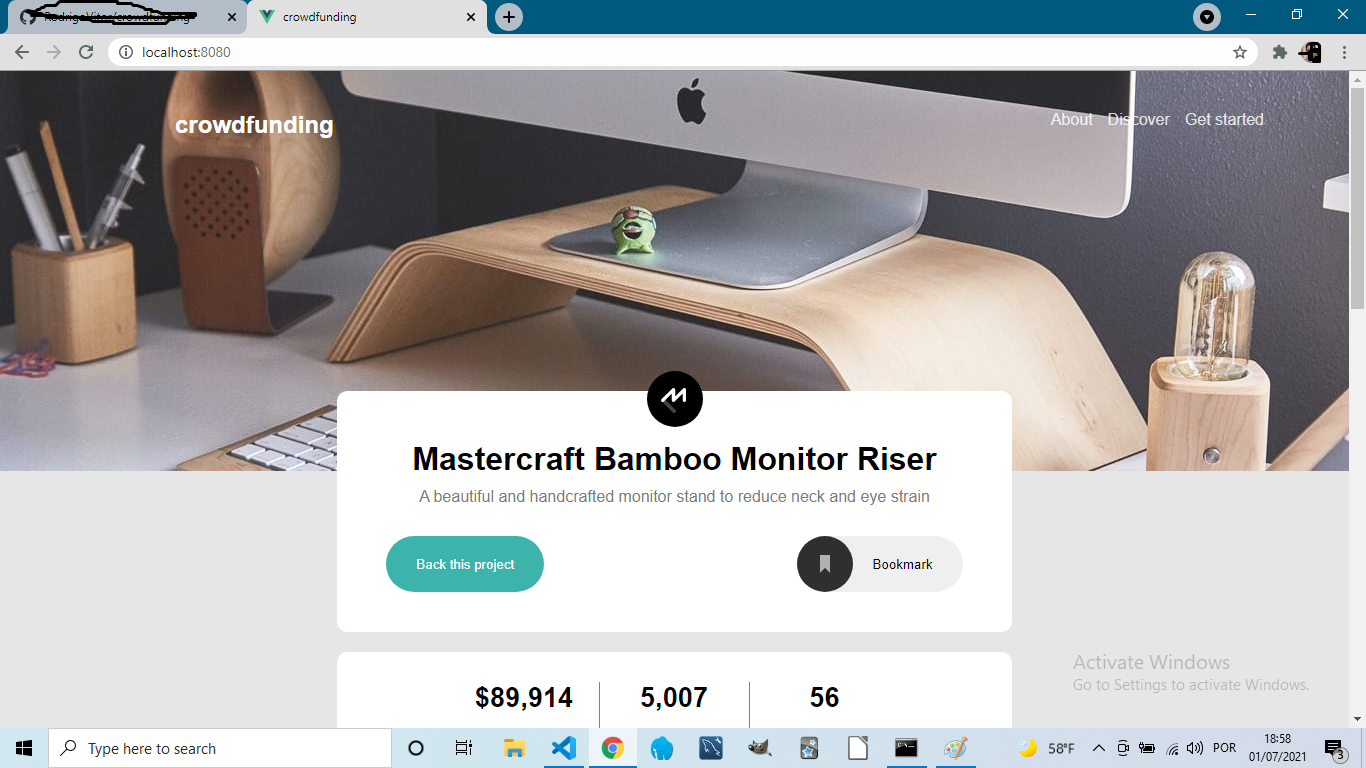 crowdfunding
localhost:8080
crowdfunding
About Discover Get started
Mastercraft Bamboo Monitor Riser
A beautiful and handcrafted monitor stand to reduce neck and eye strain
Back this project
Bookmark
$89,914 5,007 56
Activate Windows
Go to Settings to activate Windows.
Type here to search
58°F
POR
18:58
01/07/2021
3